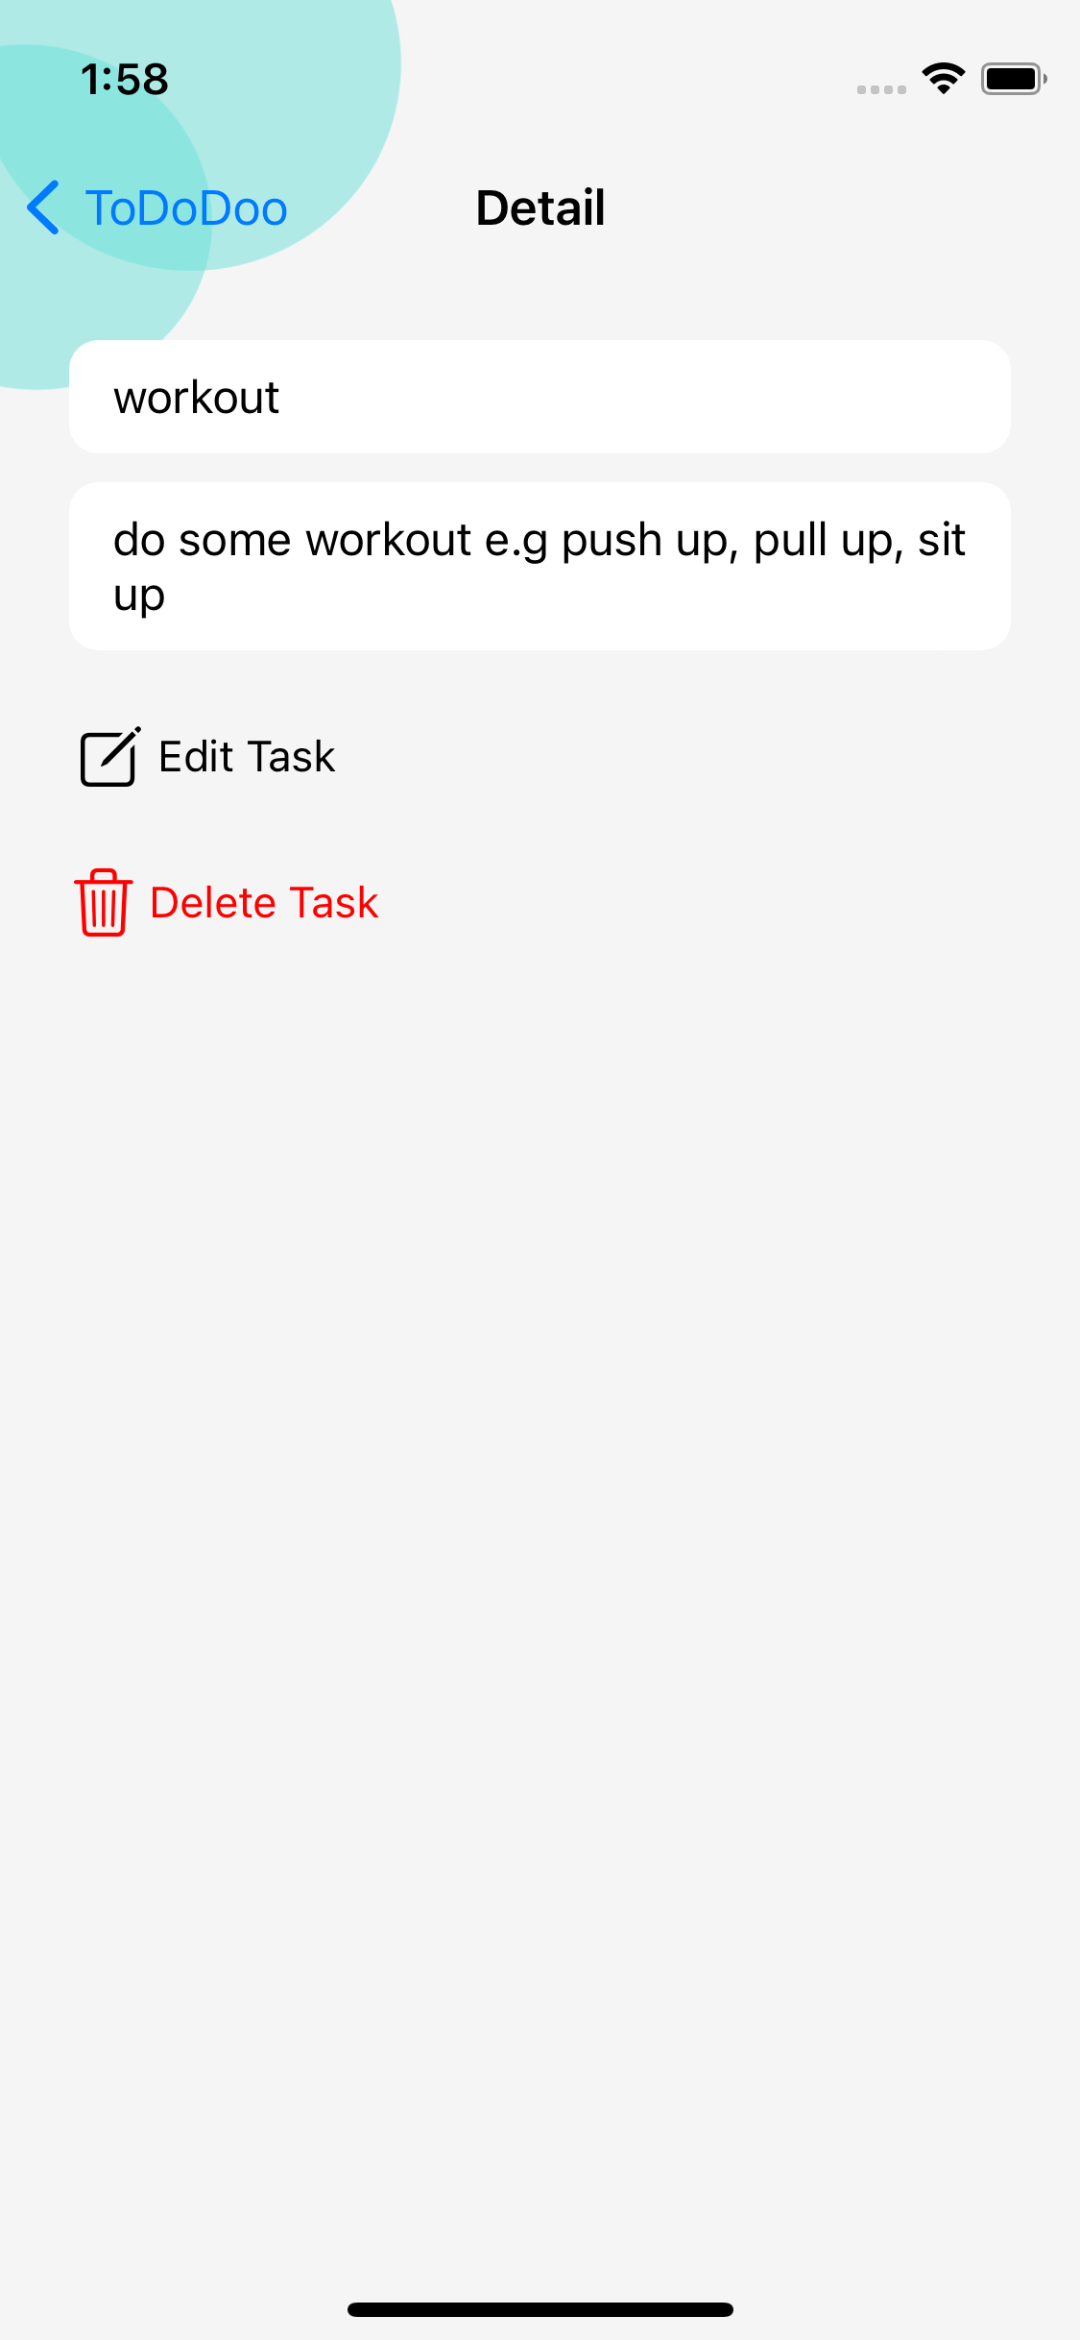 1:58
ToDoDoo
Detail
workout
do some workout e.g push up, pull up, sit
up
Edit Task
Delete Task